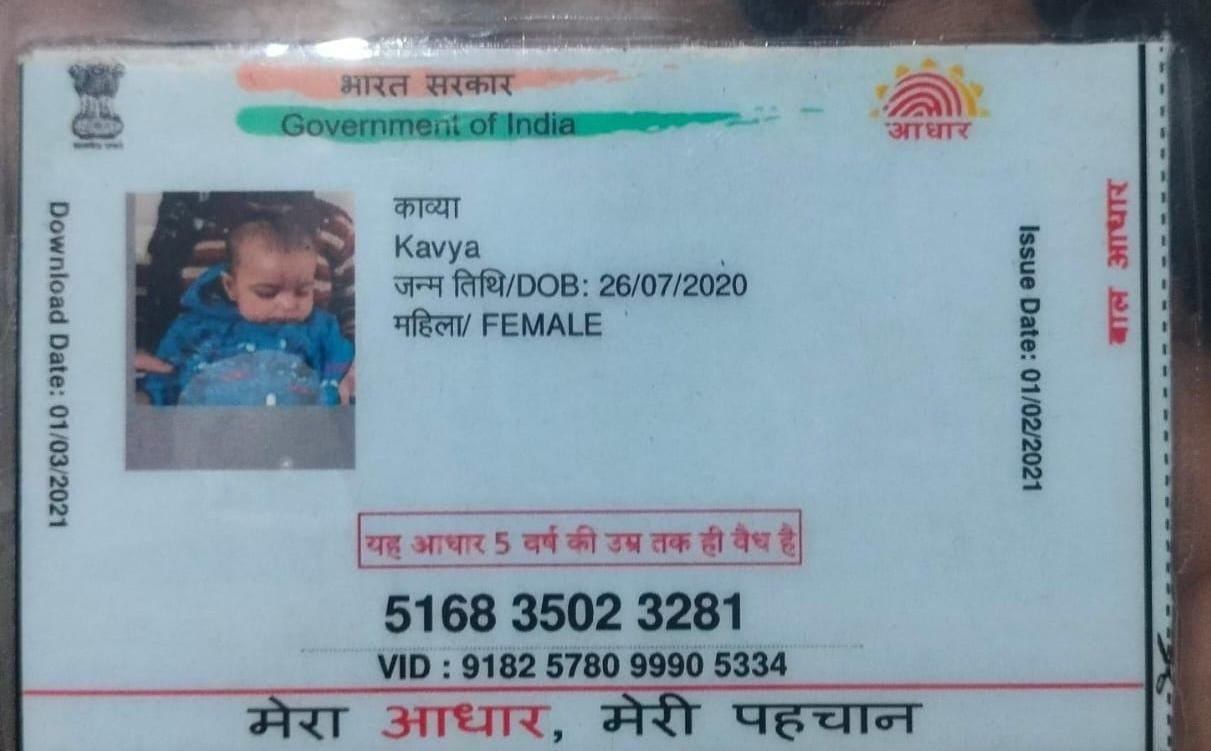 भारत सरकार
Government of India
आधार
Download Date: 01/03/2021
काव्या
Kavya
जन्म तिथि/DOB: 26/07/2020
महिला/ FEMALE
Issue Date: 01/02/2021
बाल आधार
यह आधार 5 वर्ष की उम्र तक ही वैध है
5168 3502 3281
VID : 9182 5780 9990 5334
मेरा आधार, मेरी पहचान